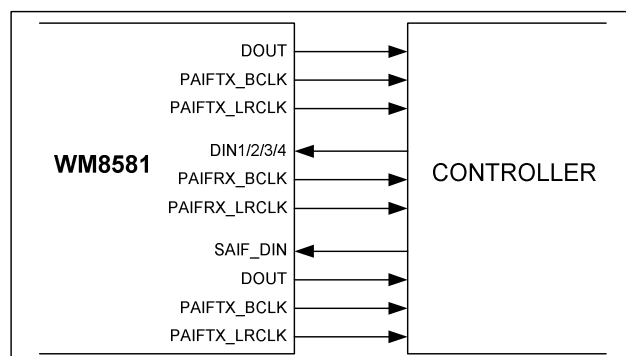 DOUT
PAIFTX_BCLK
PAIFTX_LRCLK
DIN1/2/3/4
WM8581
CONTROLLER
PAIFRX_BCLK
PAIFRX_LRCLK
SAIF_DIN
DOUT
PAIFTX_BCLK
PAIFTX_LRCLK